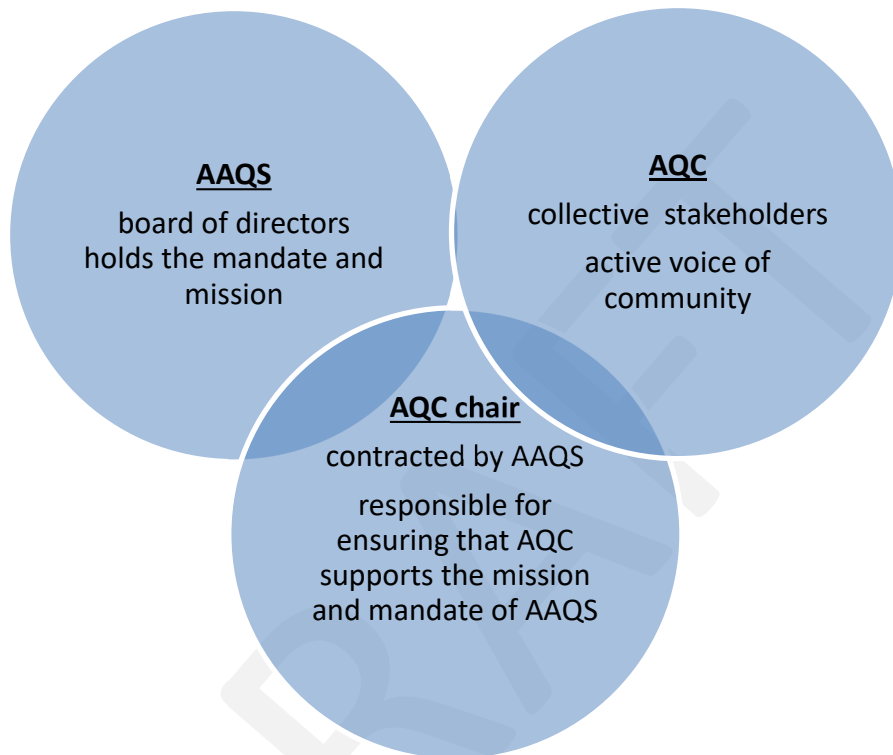 AAQS
board of directors
holds the mandate and
mission
AQC
collective stakeholders
active voice of
community
AQC chair
contracted by AAQS
responsible for
ensuring that AQC
supports the mission
and mandate of AAQS
DRAFT